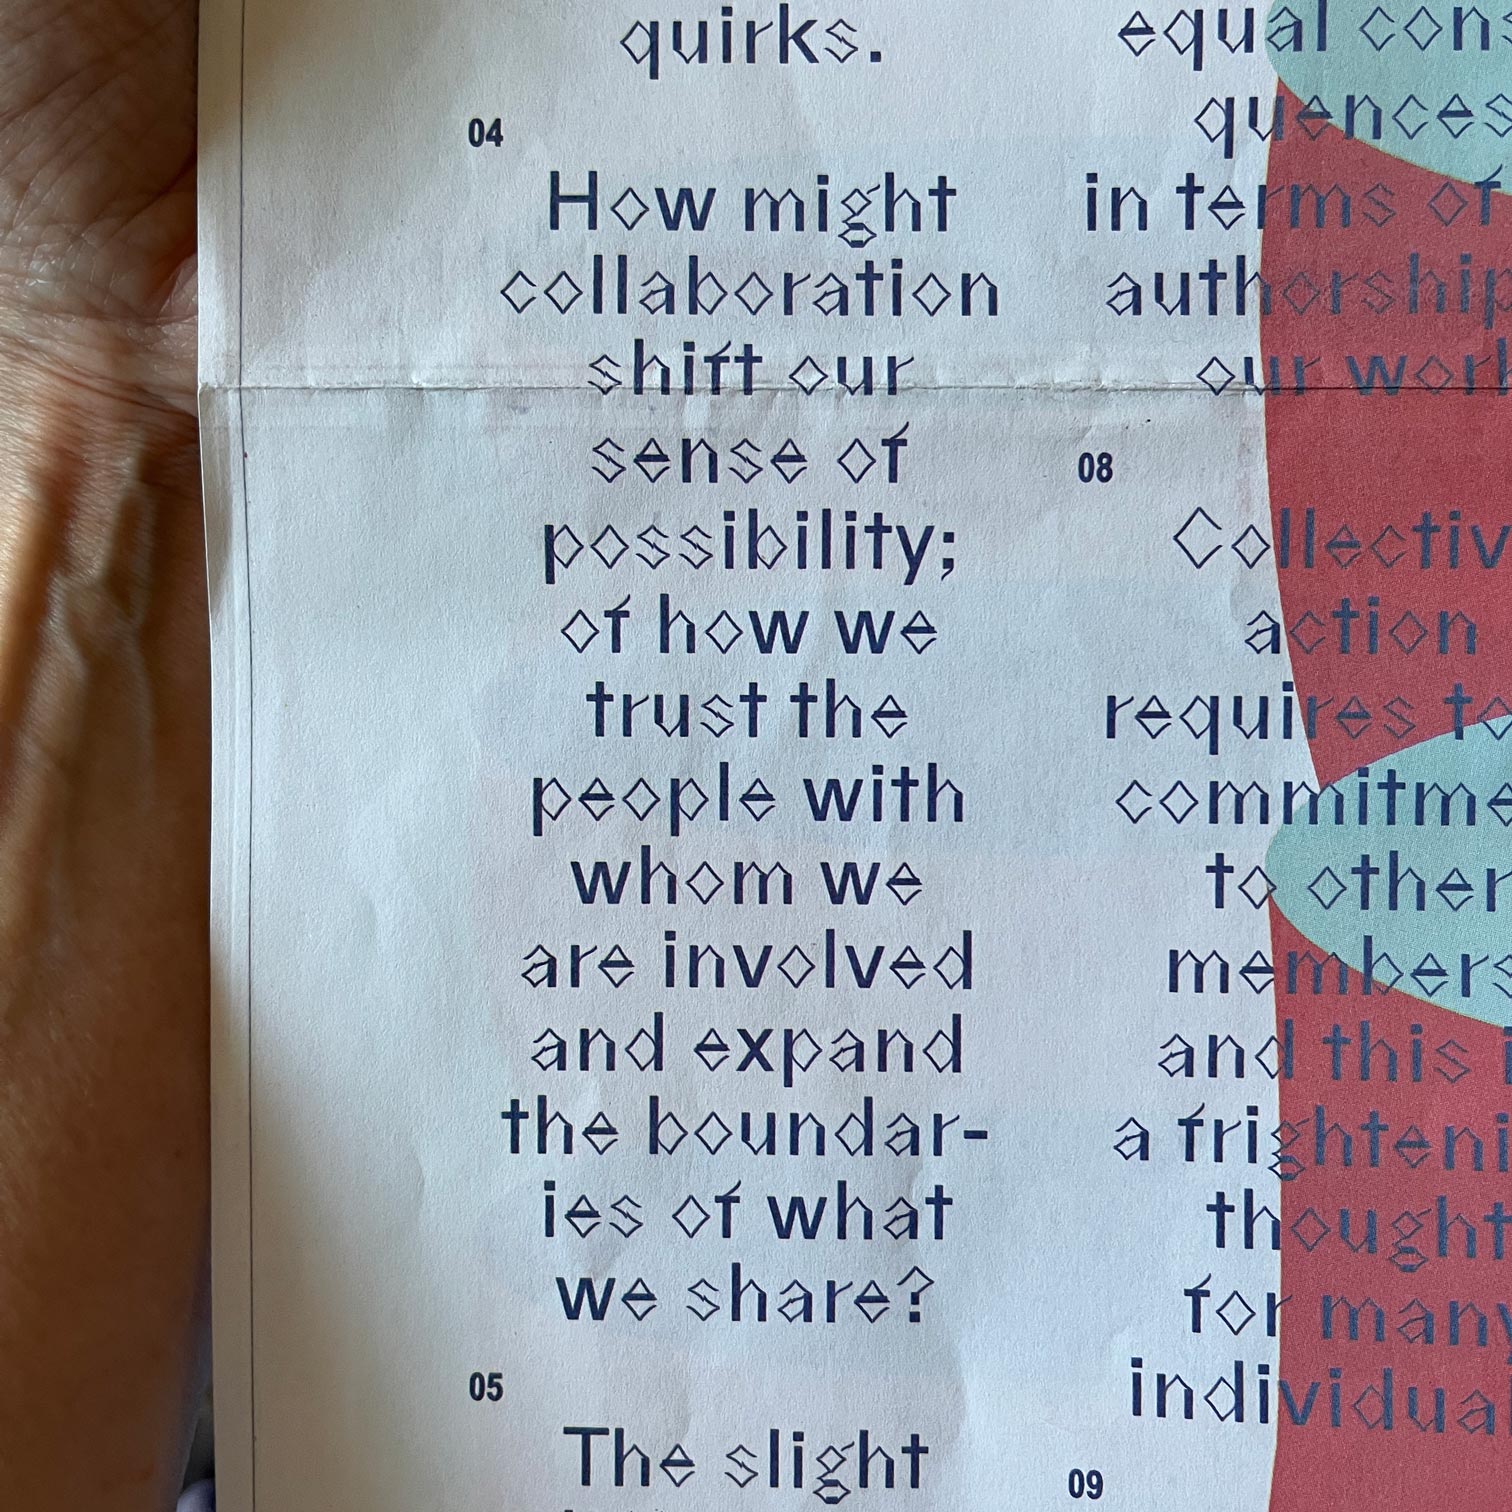 quirks.
04
How might
collaboration
shift our
sense of
possibility;
of how we
trust the
people with
whom we
are involved
and expand
the boundar-
ies of what
we share?
05
The slight
equal cons
quences
in terms of
authorship
our work
08
Collectiv
action
requires to
commitme
to other
members
and this i
a frighteni
thought
for many
individual
09